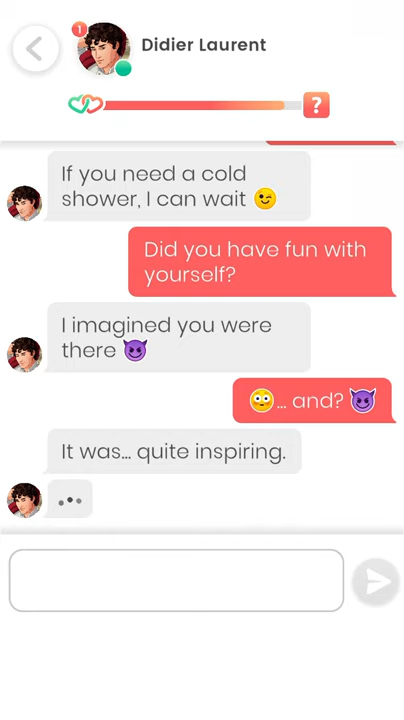 1
Didier Laurent
?
If you need a cold
shower, I can wait 😉
Did you have fun with
yourself?
I imagined you were
there 😈
😳... and? 😈
It was... quite inspiring.